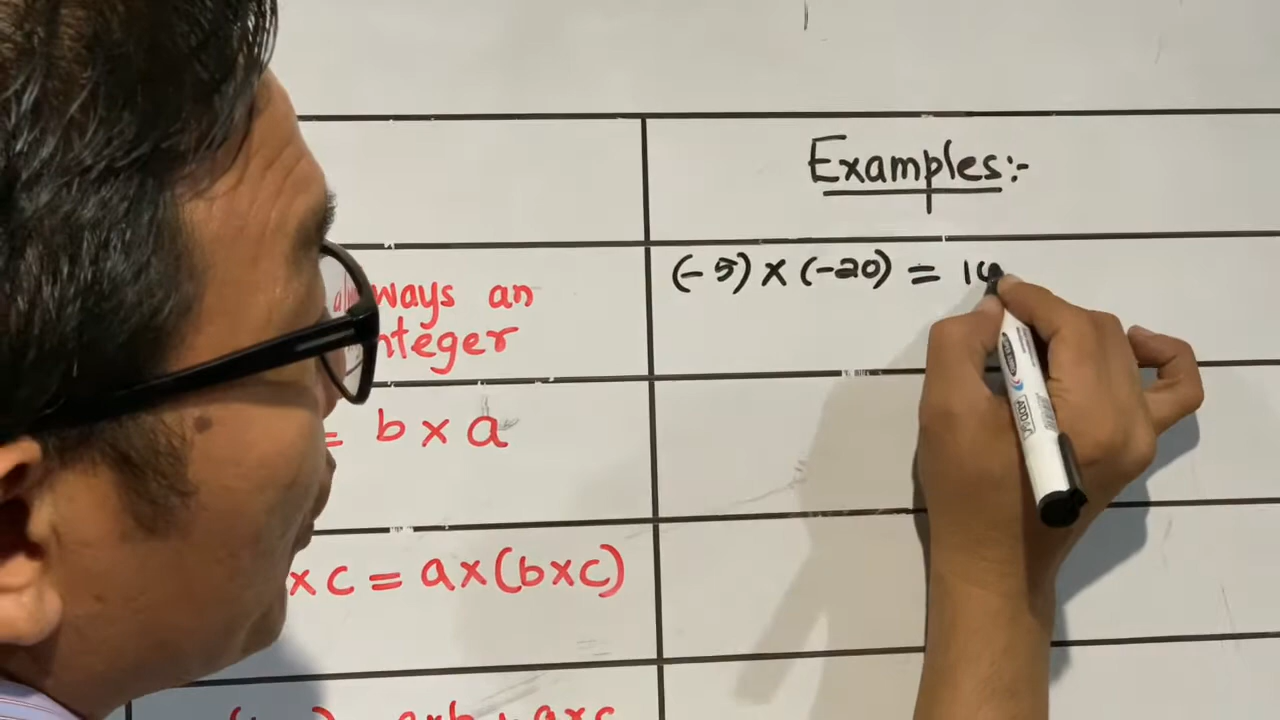 Examples:-
always an
integer
(-5) × (-20) = 10
= b × a
× c = a×(b×c)
a×b + a×c